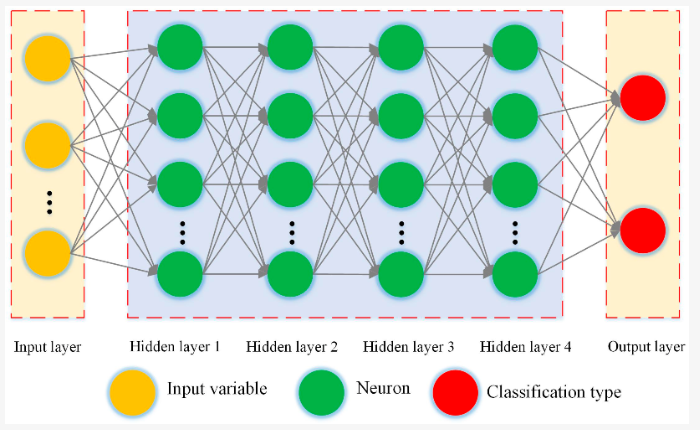 Input layer
Hidden layer 1
Hidden layer 2
Hidden layer 3
Hidden layer 4
Output layer
Input variable
Neuron
Classification type